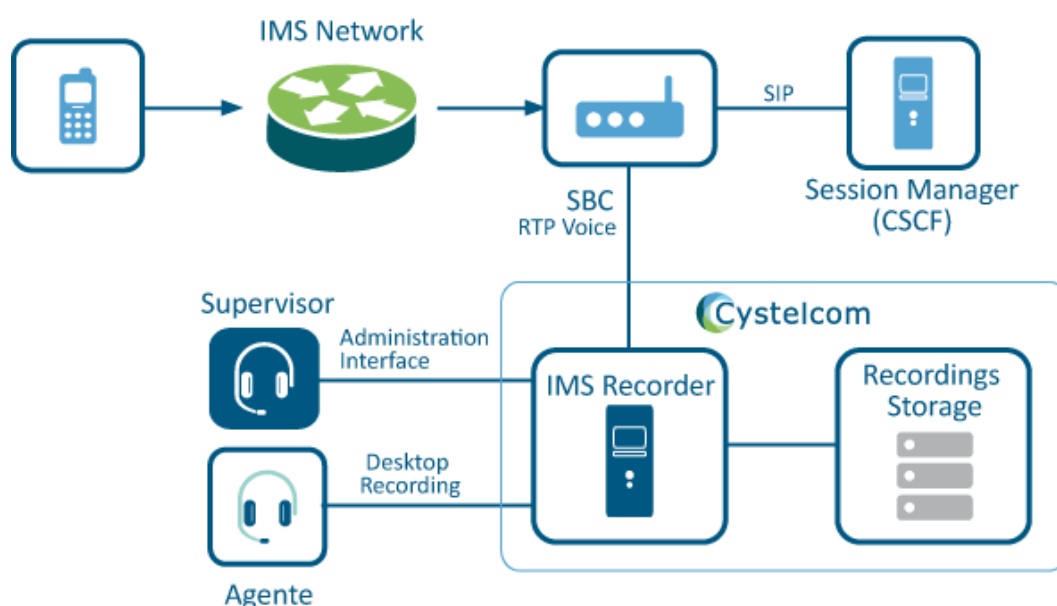 IMS Network
SIP
Session Manager
(CSCF)
SBC
RTP Voice
Supervisor
Administration
Interface
Cystelcom
IMS Recorder
Recordings
Storage
Desktop
Recording
Agente